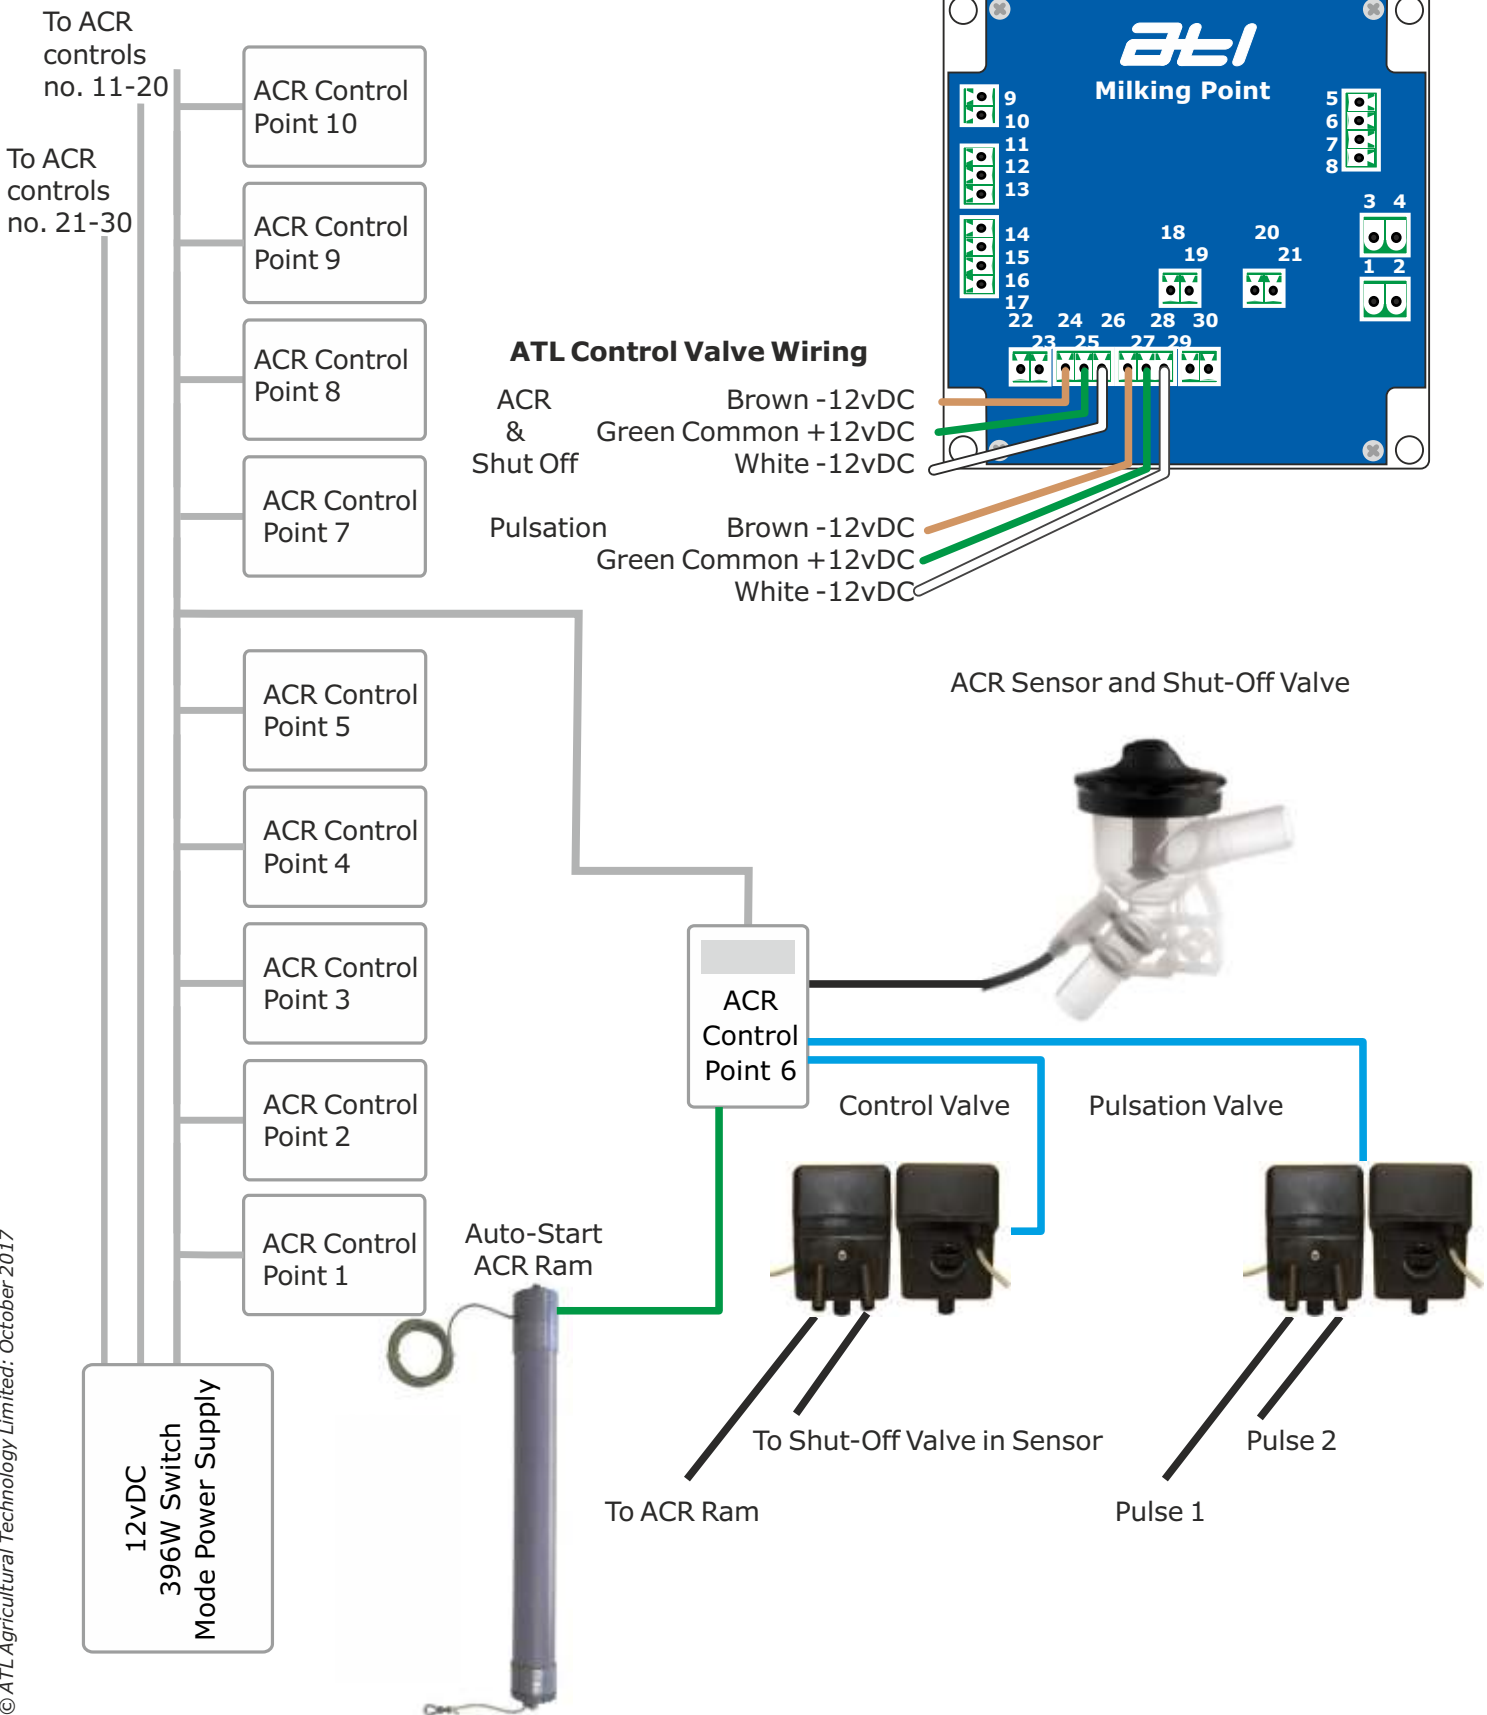 To ACR
controls
no. 11-20
To ACR
controls
no. 21-30
ACR Control
Point 10
ACR Control
Point 9
ACR Control
Point 8
ACR Control
Point 7
ACR Control
Point 5
ACR Control
Point 4
ACR Control
Point 3
ACR Control
Point 2
ACR Control
Point 1
12vDC
396W Switch
Mode Power Supply
© ATL Agricultural Technology Limited: October 2017
atl
Milking Point
9
10
11
12
13
14
15
16
17
5
6
7
8
3 4
1 2
18
19
20
21
22 24 26 28 30
23 25 27 29
ATL Control Valve Wiring
ACR
&
Shut Off
Brown -12vDC
Green Common +12vDC
White -12vDC
Pulsation
Brown -12vDC
Green Common +12vDC
White -12vDC
ACR Sensor and Shut-Off Valve
ACR
Control
Point 6
Control Valve
Pulsation Valve
Auto-Start
ACR Ram
To Shut-Off Valve in Sensor
To ACR Ram
Pulse 2
Pulse 1